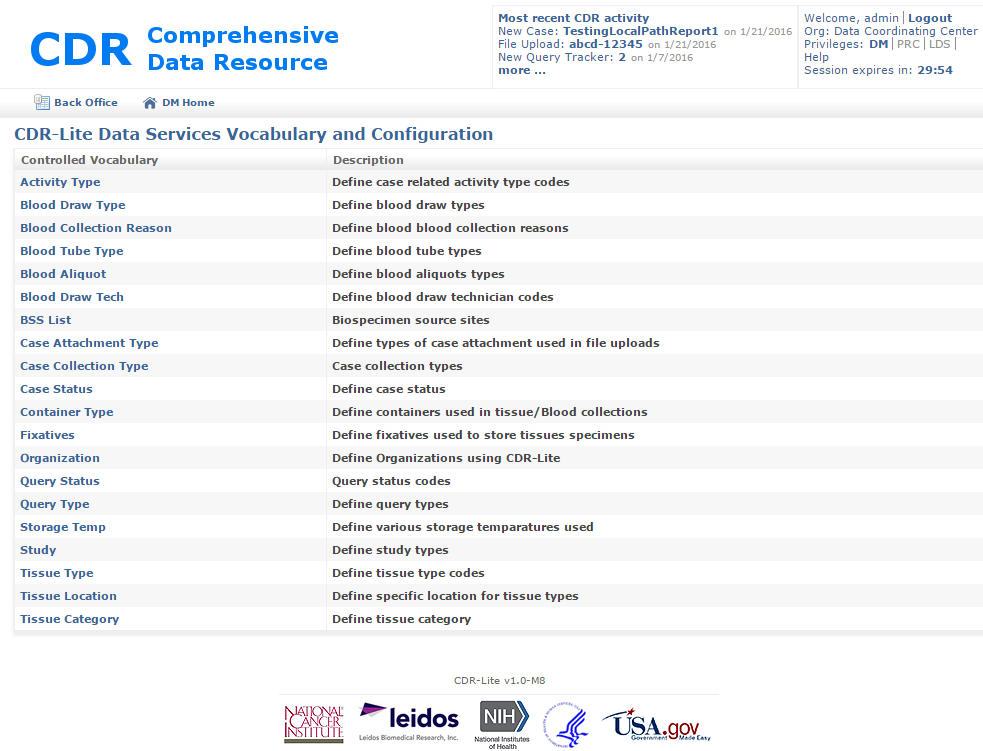 CDR Comprehensive
Data Resource
Most recent CDR activity
New Case: TestingLocalPathReport1 on 1/21/2016
File Upload: abcd-12345 on 1/21/2016
New Query Tracker: 2 on 1/7/2016
more ...
Welcome, admin | Logout
Org: Data Coordinating Center
Privileges: DM | PRC | LDS |
Help
Session expires in: 29:54
Back Office DM Home
CDR-Lite Data Services Vocabulary and Configuration
Controlled Vocabulary Description
Activity Type Define case related activity type codes
Blood Draw Type Define blood draw types
Blood Collection Reason Define blood blood collection reasons
Blood Tube Type Define blood tube types
Blood Aliquot Define blood aliquots types
Blood Draw Tech Define blood draw technician codes
BSS List Biospecimen source sites
Case Attachment Type Define types of case attachment used in file uploads
Case Collection Type Case collection types
Case Status Define case status
Container Type Define containers used in tissue/Blood collections
Fixatives Define fixatives used to store tissues specimens
Organization Define Organizations using CDR-Lite
Query Status Query status codes
Query Type Define query types
Storage Temp Define various storage temparatures used
Study Define study types
Tissue Type Define tissue type codes
Tissue Location Define specific location for tissue types
Tissue Category Define tissue category
CDR-Lite v1.0-M8
NATIONAL
CANCER
INSTITUTE
leidos
Leidos Biomedical Research, Inc.
NIH
National Institutes
of Health
USA.gov
Government Made Easy